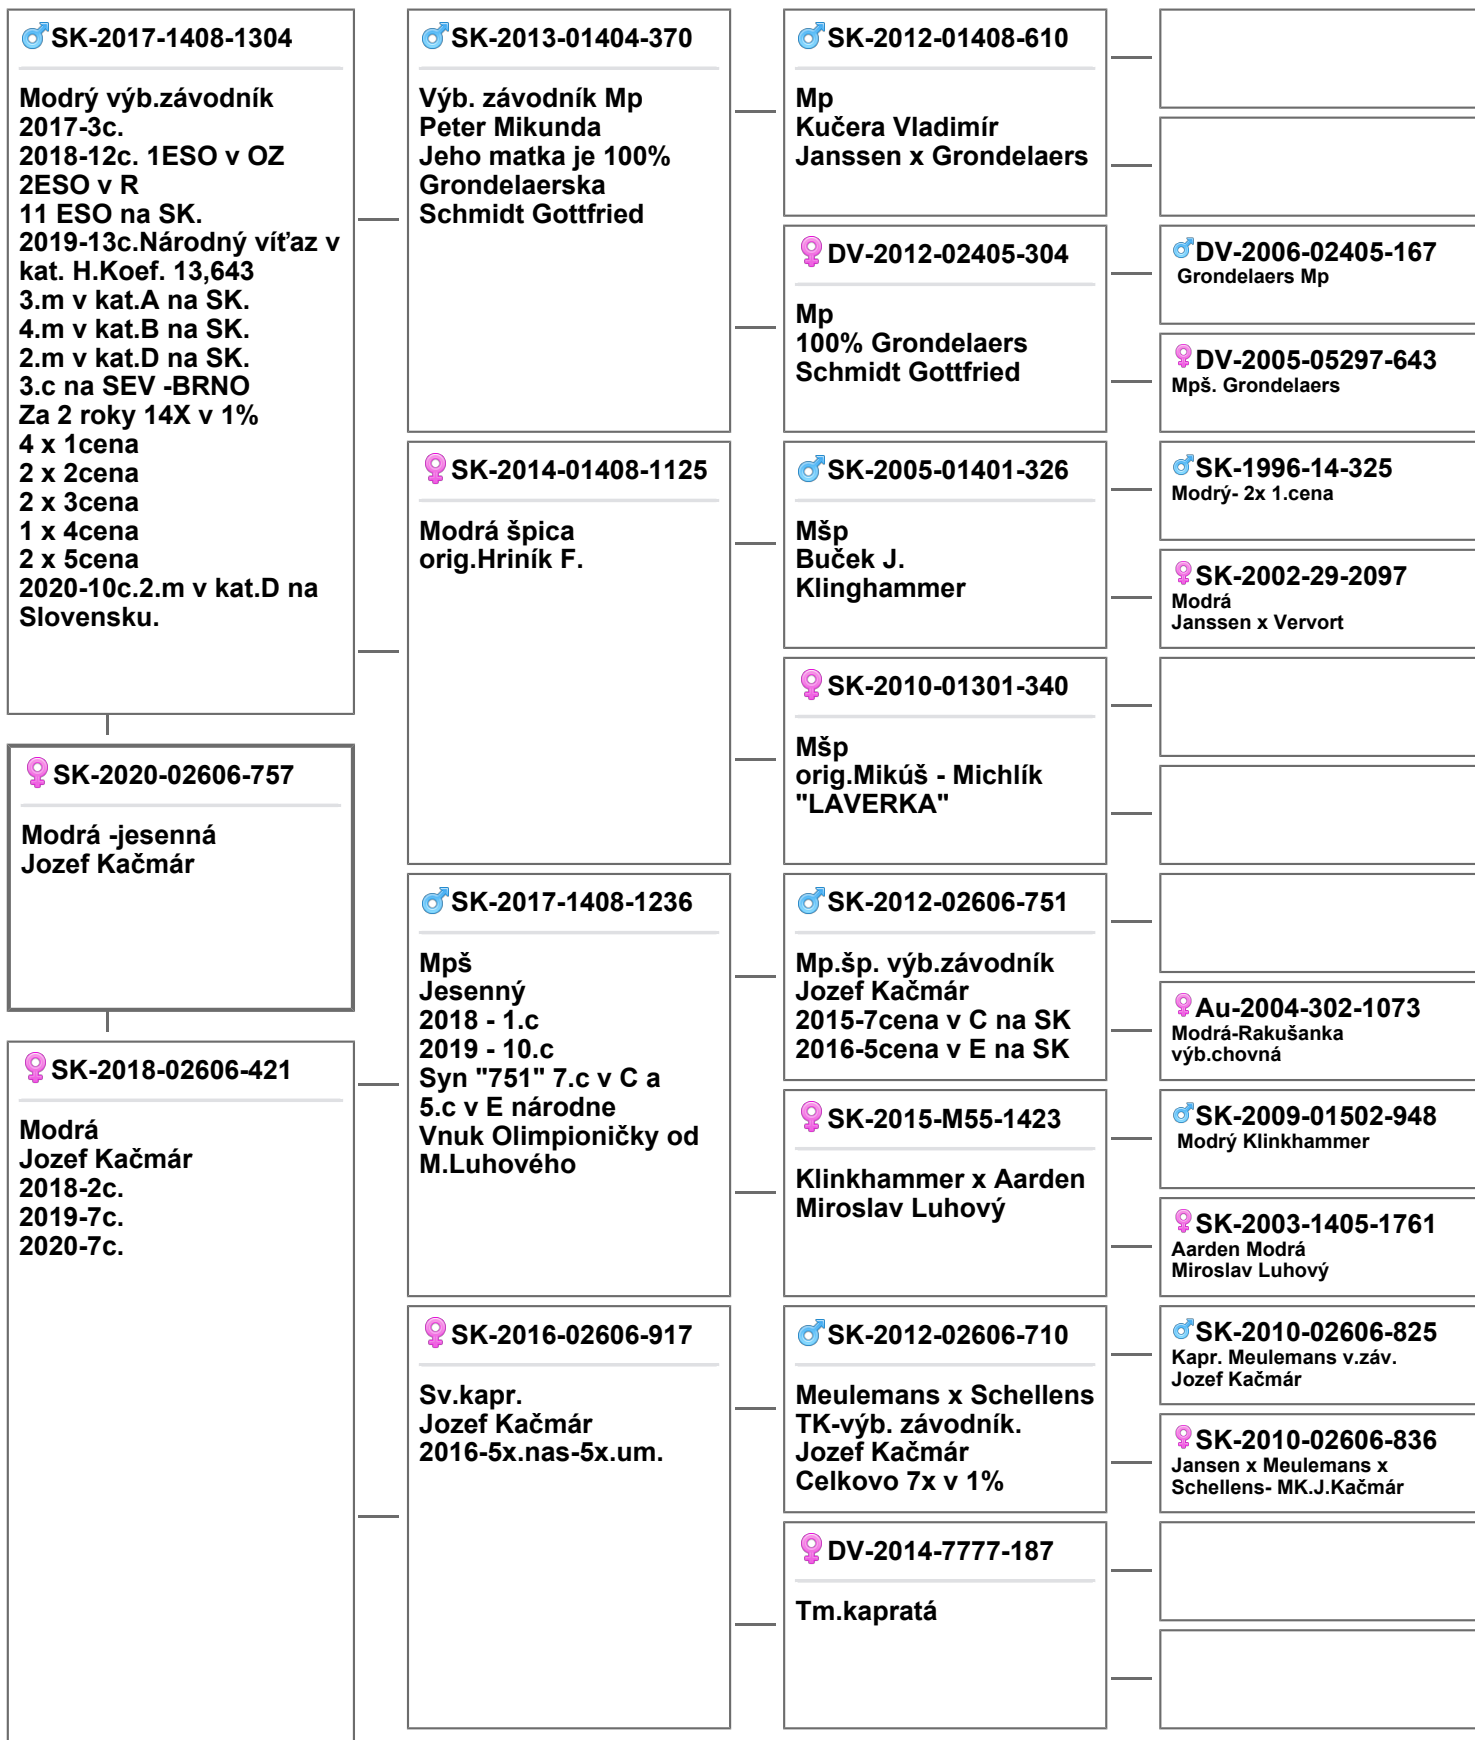 SK-2017-1408-1304
Modrý výb.závodník
2017-3c.
2018-12c. 1ESO v OZ
2ESO v R
11 ESO na SK.
2019-13c.Národný víťaz v
kat. H.Koef. 13,643
3.m v kat.A na SK.
4.m v kat.B na SK.
2.m v kat.D na SK.
3.c na SEV -BRNO
Za 2 roky 14X v 1%
4 x 1cena
2 x 2cena
2 x 3cena
1 x 4cena
2 x 5cena
2020-10c.2.m v kat.D na
Slovensku.
SK-2020-02606-757
Modrá -jesenná
Jozef Kačmár
SK-2018-02606-421
Modrá
Jozef Kačmár
2018-2c.
2019-7c.
2020-7c.
SK-2013-01404-370
Výb. závodník Mp
Peter Mikunda
Jeho matka je 100%
Grondelaerska
Schmidt Gottfried
SK-2014-01408-1125
Modrá špica
orig.Hriník F.
SK-2017-1408-1236
Mpš
Jesenný
2018 - 1.c
2019 - 10.c
Syn "751" 7.c v C a
5.c v E národne
Vnuk Olimpioničky od
M.Luhového
SK-2016-02606-917
Sv.kapr.
Jozef Kačmár
2016-5x.nas-5x.um.
SK-2012-01408-610
Mp
Kučera Vladimír
Janssen x Grondelaers
DV-2012-02405-304
Mp
100% Grondelaers
Schmidt Gottfried
SK-2005-01401-326
Mšp
Buček J.
Klinghammer
SK-2010-01301-340
Mšp
orig.Mikúš - Michlík
"LAVERKA"
SK-2012-02606-751
Mp.šp. výb.závodník
Jozef Kačmár
2015-7cena v C na SK
2016-5cena v E na SK
SK-2015-M55-1423
Klinkhammer x Aarden
Miroslav Luhový
SK-2012-02606-710
Meulemans x Schellens
TK-výb. závodník.
Jozef Kačmár
Celkovo 7x v 1%
DV-2014-7777-187
Tm.kapratá
DV-2006-02405-167
Grondelaers Mp
DV-2005-05297-643
Mpš. Grondelaers
SK-1996-14-325
Modrý- 2x 1.cena
SK-2002-29-2097
Modrá
Janssen x Vervort
Au-2004-302-1073
Modrá-Rakušanka
výb.chovná
SK-2009-01502-948
Modrý Klinkhammer
SK-2003-1405-1761
Aarden Modrá
Miroslav Luhový
SK-2010-02606-825
Kapr. Meulemans v.záv.
Jozef Kačmár
SK-2010-02606-836
Jansen x Meulemans x
Schellens- MK.J.Kačmár